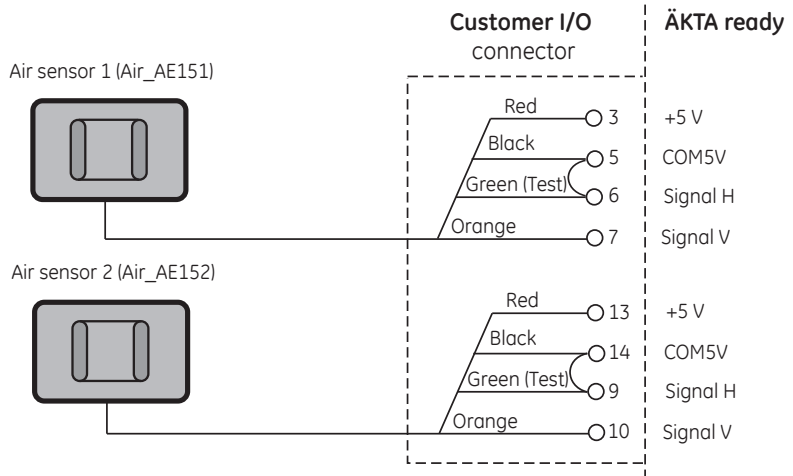 Customer I/O
connector
ÄKTA ready
Air sensor 1 (Air_AE151)
Red 3 +5 V
Black 5 COM5V
Green (Test) 6 Signal H
Orange 7 Signal V
Air sensor 2 (Air_AE152)
Red 13 +5 V
Black 14 COM5V
Green (Test) 9 Signal H
Orange 10 Signal V